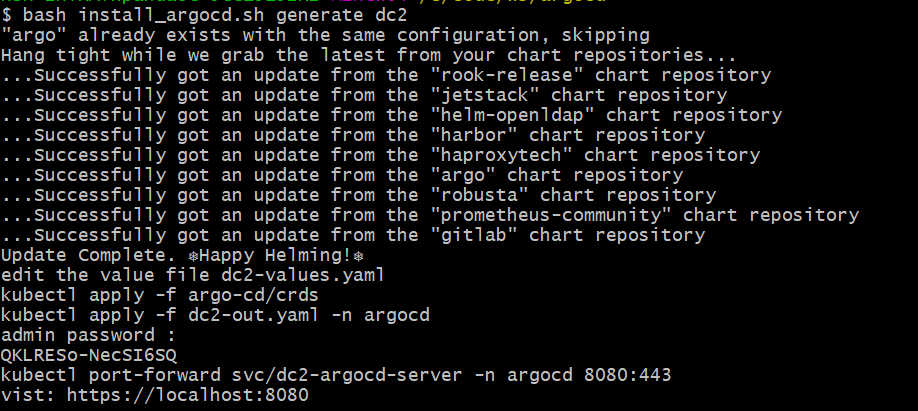 $ bash install_argocd.sh generate dc2
"argo" already exists with the same configuration, skipping
Hang tight while we grab the latest from your chart repositories...
...Successfully got an update from the "rook-release" chart repository
...Successfully got an update from the "jetstack" chart repository
...Successfully got an update from the "helm-openldap" chart repository
...Successfully got an update from the "harbor" chart repository
...Successfully got an update from the "haproxytech" chart repository
...Successfully got an update from the "argo" chart repository
...Successfully got an update from the "robusta" chart repository
...Successfully got an update from the "prometheus-community" chart repository
...Successfully got an update from the "gitlab" chart repository
Update Complete. ⎈Happy Helming!⎈
edit the value file dc2-values.yaml
kubectl apply -f argo-cd/crds
kubectl apply -f dc2-out.yaml -n argocd
admin password :
QKLRESo-NecSI6SQ
kubectl port-forward svc/dc2-argocd-server -n argocd 8080:443
vist: https://localhost:8080